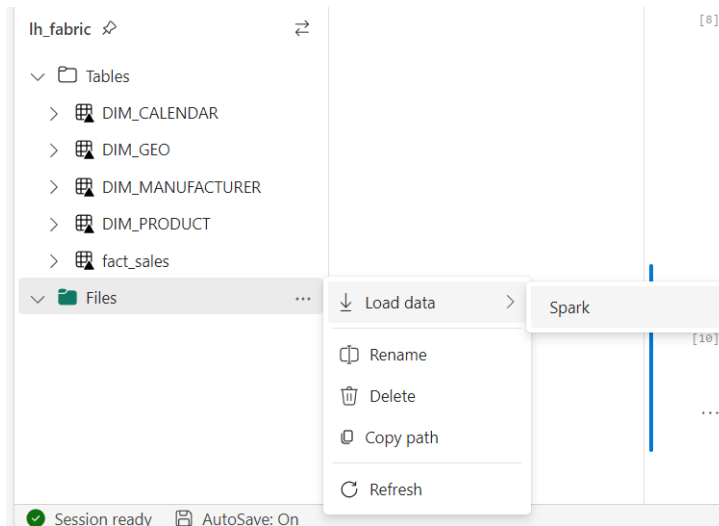 lh_fabric
[8]
Tables
DIM_CALENDAR
DIM_GEO
DIM_MANUFACTURER
DIM_PRODUCT
fact_sales
Files
...
Load data
Spark
Rename
[10]
Delete
...
Copy path
Refresh
Session ready
AutoSave: On